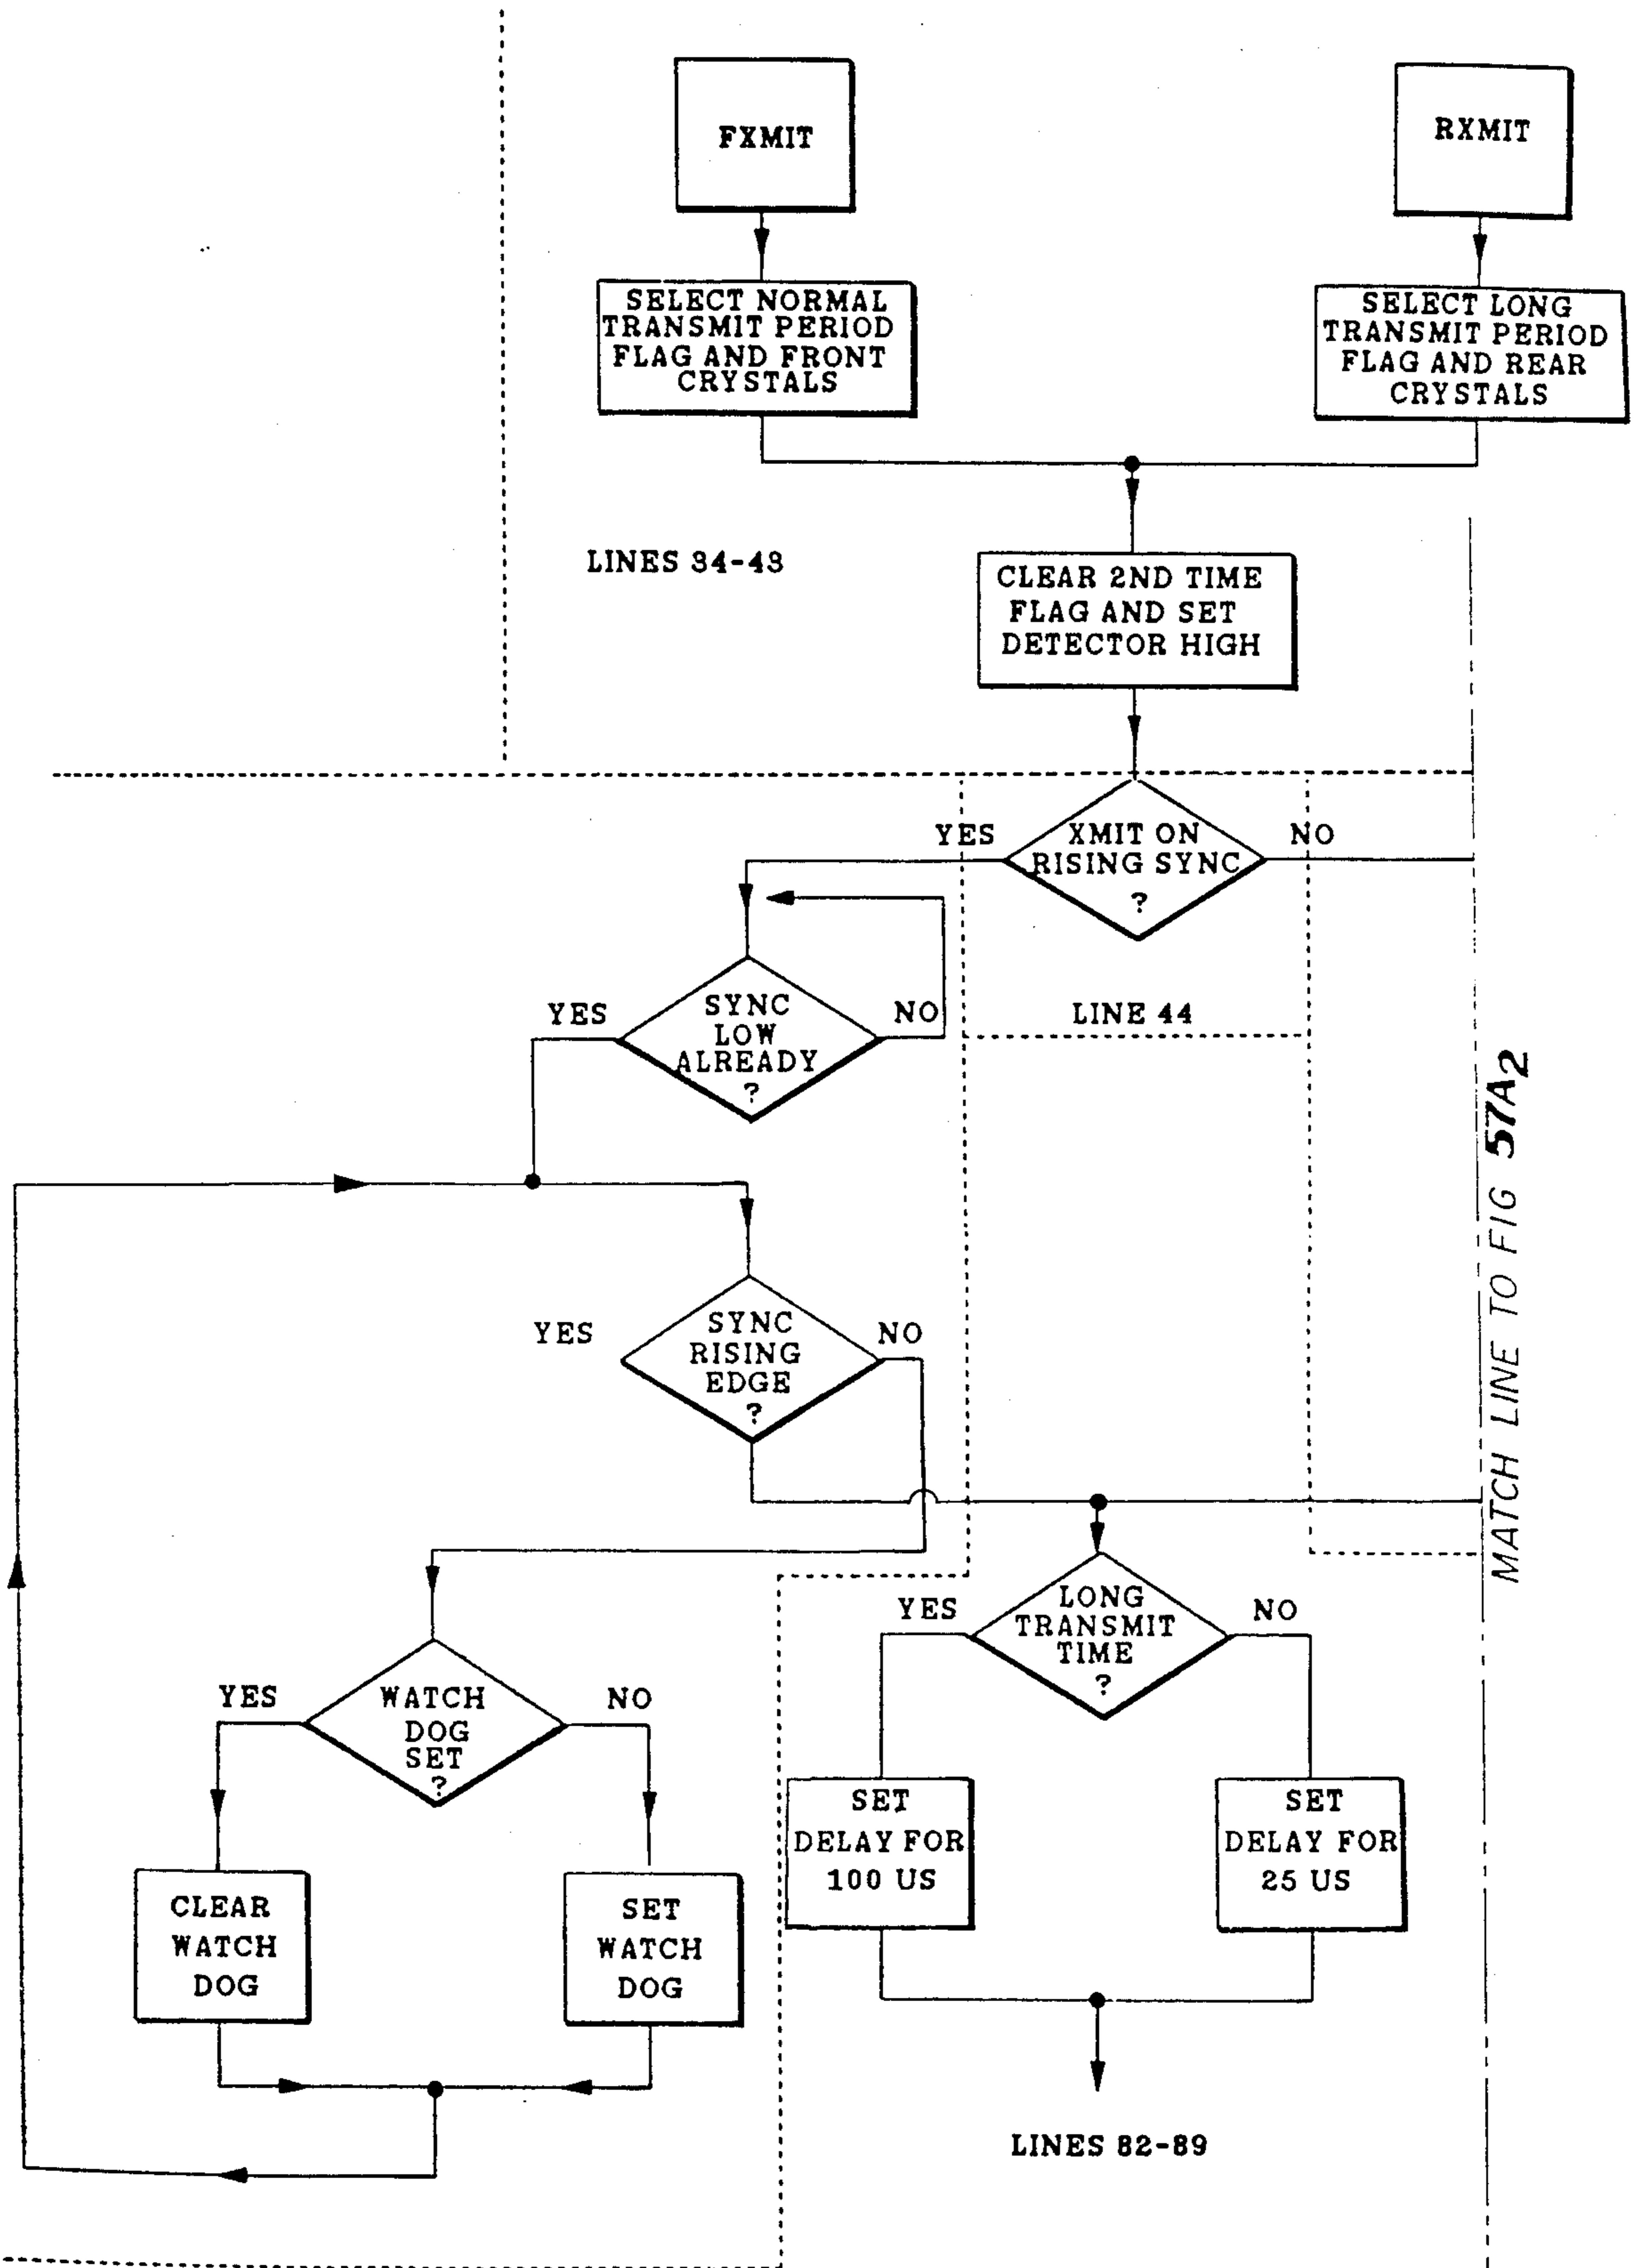 FXMIT
RXMIT
SELECT NORMAL
TRANSMIT PERIOD
FLAG AND FRONT
CRYSTALS
SELECT LONG
TRANSMIT PERIOD
FLAG AND REAR
CRYSTALS
LINES 34-43
CLEAR 2ND TIME
FLAG AND SET
DETECTOR HIGH
YES
XMIT ON
RISING SYNC
?
NO
LINE 44
YES
SYNC
LOW
ALREADY
?
NO
YES
SYNC
RISING
EDGE
?
NO
MATCH LINE TO FIG 57A2
YES
LONG
TRANSMIT
TIME
?
NO
YES
WATCH
DOG
SET
?
NO
SET
DELAY FOR
100 US
SET
DELAY FOR
25 US
CLEAR
WATCH
DOG
SET
WATCH
DOG
LINES 82-89